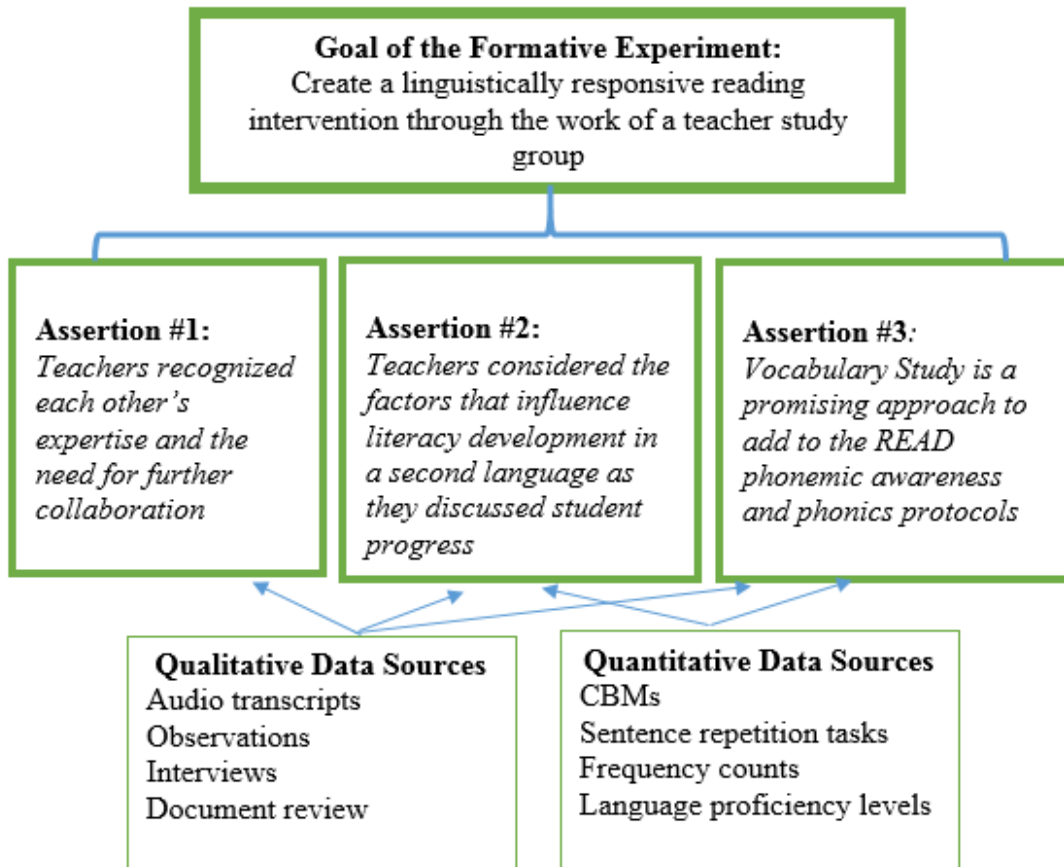 Goal of the Formative Experiment:
Create a linguistically responsive reading
intervention through the work of a teacher study
group
Assertion #1:
Teachers recognized
each other's
expertise and the
need for further
collaboration
Assertion #2:
Teachers considered the
factors that influence
literacy development in
a second language as
they discussed student
progress
Assertion #3:
Vocabulary Study is a
promising approach to
add to the READ
phonemic awareness
and phonics protocols
Qualitative Data Sources
Audio transcripts
Observations
Interviews
Document review
Quantitative Data Sources
CBMs
Sentence repetition tasks
Frequency counts
Language proficiency levels